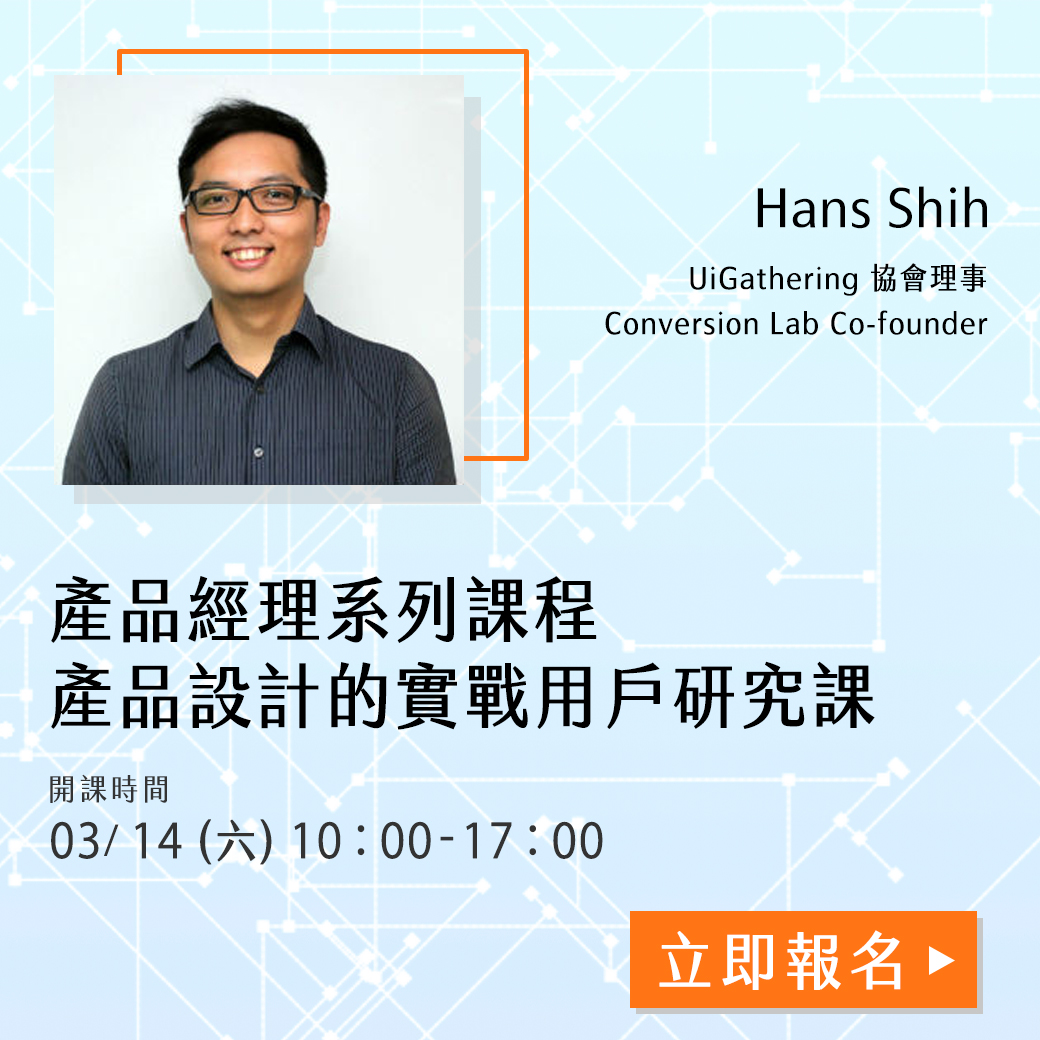 Hans Shih
UiGathering 協會理事
Conversion Lab Co-founder
產品經理系列課程
產品設計的實戰用戶研究課
開課時間
03/ 14 (六) 10：00-17：00
立即報名